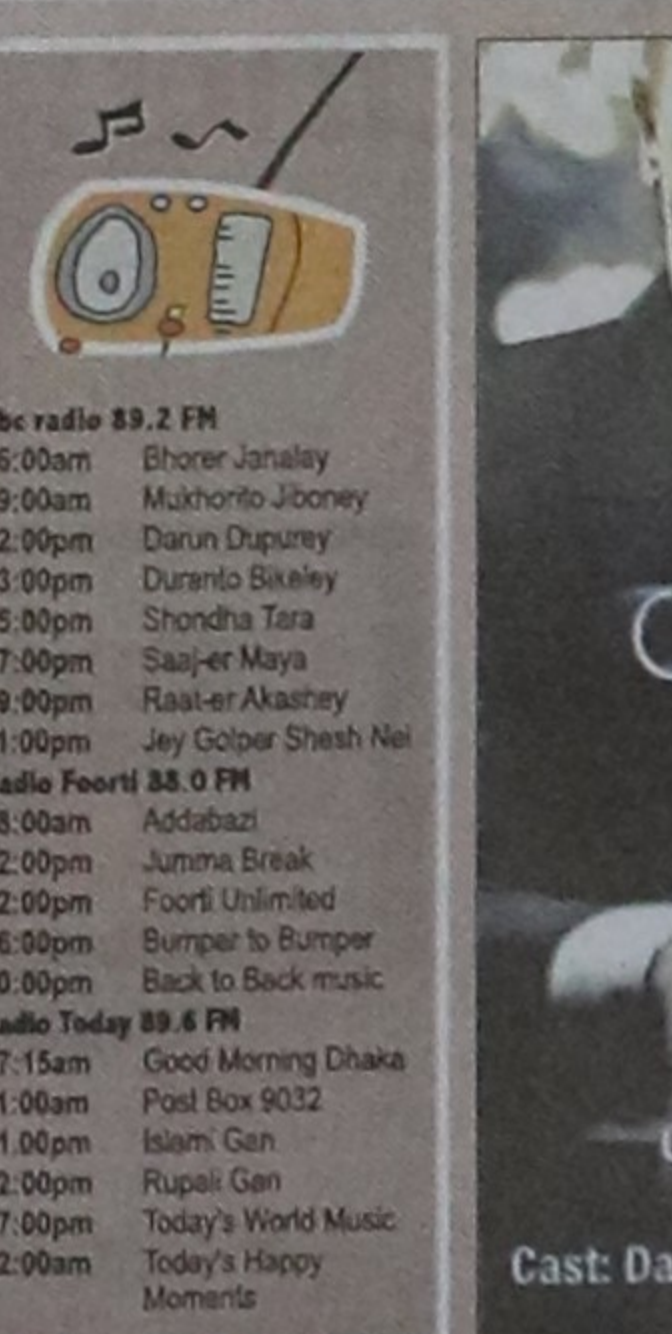 bc radio 89.2 FM
6:00am Bhorer Janalay
9:00am Mukhorito Jiboney
2:00pm Darun Dupurey
3:00pm Duranto Bikeley
5:00pm Shondha Tara
7:00pm Saaj-er Maya
9:00pm Raat-er Akashey
1:00pm Jey Golper Shesh Nei
adio Foorti 88.0 FM
8:00am Addabazi
2:00pm Jumma Break
2:00pm Foorti Unlimited
6:00pm Bumper to Bumper
0:00pm Back to Back music
adio Today 89.6 FM
7:15am Good Morning Dhaka
1:00am Post Box 9032
1.00pm Islami Gan
2:00pm Rupali Gan
7:00pm Today's World Music
2:00am Today's Happy
Moments
Cast: Da